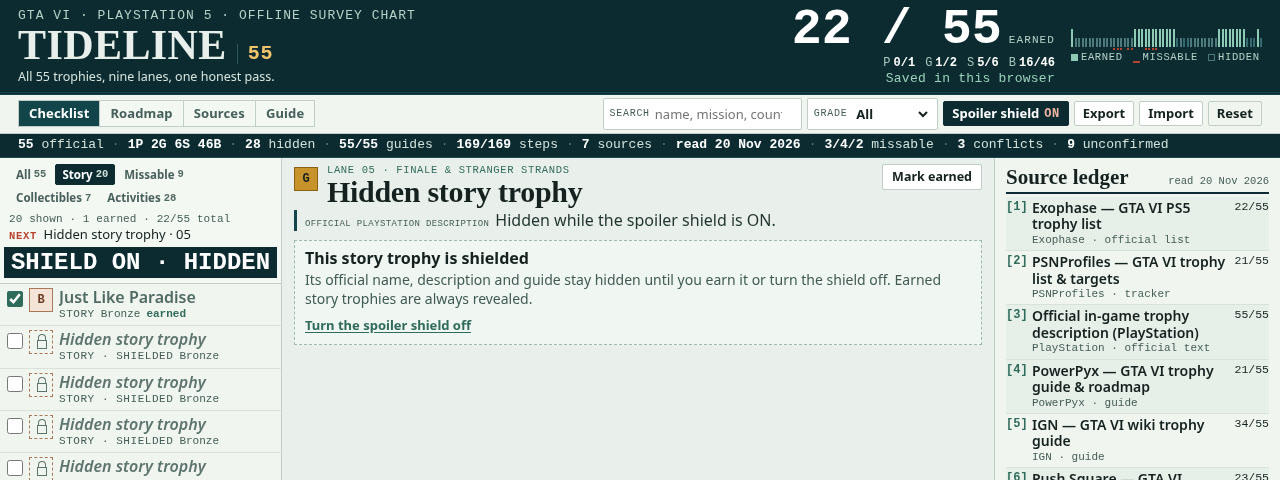 GTA VI · PLAYSTATION 5 · OFFLINE SURVEY CHART
TIDELINE 55
All 55 trophies, nine lanes, one honest pass.
22 / 55 EARNED
P 0/1 G 1/2 S 5/6 B 16/46
Saved in this browser
EARNED MISSABLE HIDDEN
Checklist Roadmap Sources Guide
SEARCH name, mission, coun
GRADE All
Spoiler shield ON Export Import Reset
55 official · 1P 2G 6S 46B · 28 hidden · 55/55 guides · 169/169 steps · 7 sources · read 20 Nov 2026 · 3/4/2 missable · 3 conflicts · 9 unconfirmed
All 55 Story 20 Missable 9
Collectibles 7 Activities 28
20 shown · 1 earned · 22/55 total
NEXT Hidden story trophy · 05
SHIELD ON · HIDDEN
B Just Like Paradise
STORY Bronze earned
Hidden story trophy
STORY · SHIELDED Bronze
Hidden story trophy
STORY · SHIELDED Bronze
Hidden story trophy
STORY · SHIELDED Bronze
Hidden story trophy
G
LANE 05 · FINALE & STRANGER STRANDS
Hidden story trophy
Mark earned
OFFICIAL PLAYSTATION DESCRIPTION Hidden while the spoiler shield is ON.
This story trophy is shielded
Its official name, description and guide stay hidden until you earn it or turn the shield off. Earned
story trophies are always revealed.
Turn the spoiler shield off
Source ledger read 20 Nov 2026
[1] Exophase — GTA VI PS5 22/55
trophy list
Exophase · official list
[2] PSNProfiles — GTA VI trophy 21/55
list & targets
PSNProfiles · tracker
[3] Official in-game trophy 55/55
description (PlayStation)
PlayStation · official text
[4] PowerPyx — GTA VI trophy 21/55
guide & roadmap
PowerPyx · guide
[5] IGN — GTA VI wiki trophy 34/55
guide
IGN · guide
[6] Push Square — GTA VI 23/55